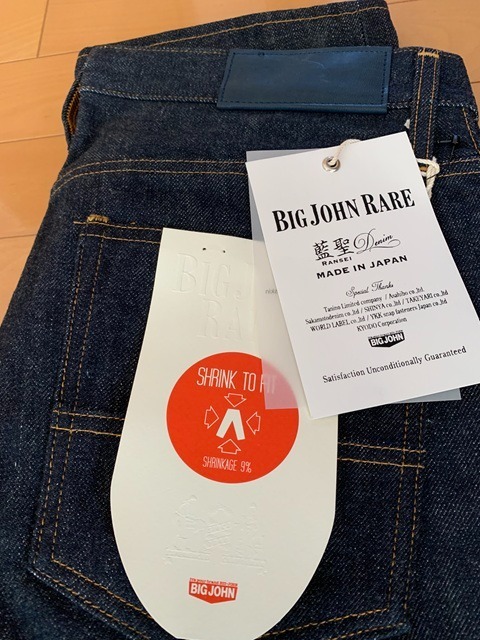 BIG JOHN RARE
藍聖 Denim
RANSEI
MADE IN JAPAN
Special Thanks
Tanino Limited company / Asahibo co.,ltd.
Sakamotodenim co.,ltd / SHINYA co.,ltd / TAKEYARI co.,ltd
WORLD LABEL co.,ltd / YKK snap fasteners Japan co.,ltd
KYODO Corporation
BIG JOHN
Satisfaction Unconditionally Guaranteed
BIG
SHRINK TO FIT
SHRINKAGE 9%
BIG JOHN